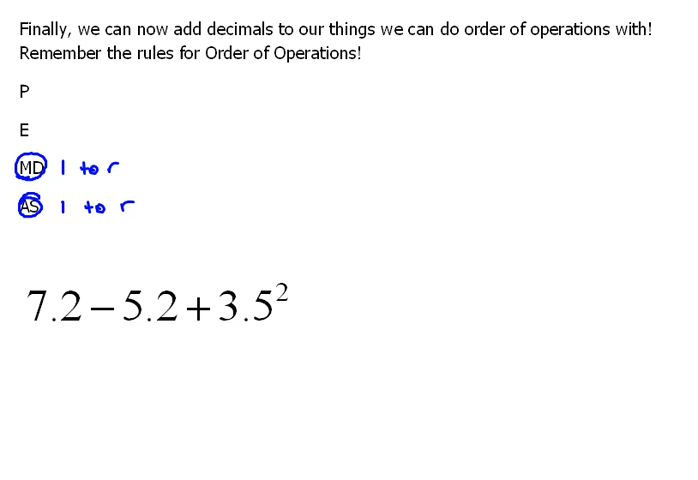 Finally, we can now add decimals to our things we can do order of operations with!
Remember the rules for Order of Operations!
P
E
MD l to r
AS l to r
7.2 − 5.2 + 3.5²